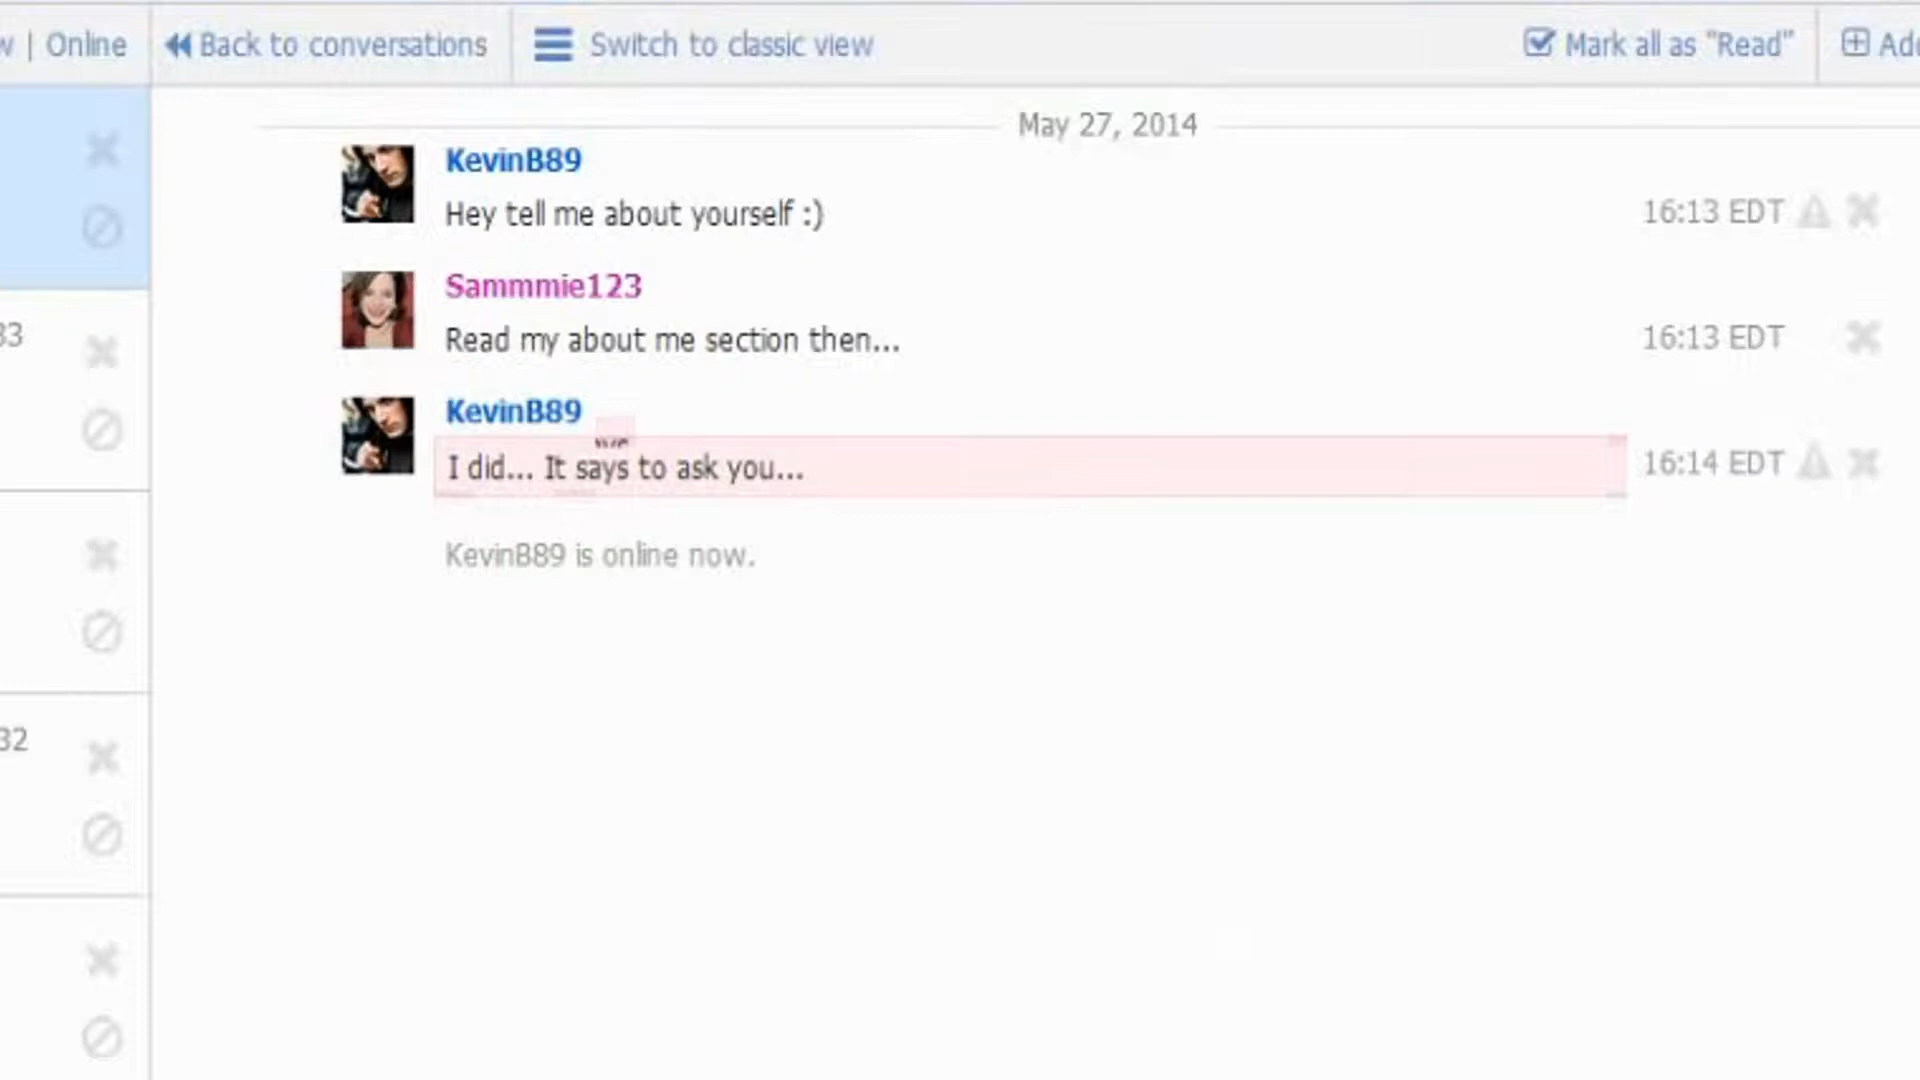 | Online
Back to conversations
Switch to classic view
Mark all as "Read"
May 27, 2014
KevinB89
Hey tell me about yourself :)
16:13 EDT
Sammmie123
Read my about me section then...
16:13 EDT
33
KevinB89
I did... It says to ask you...
16:14 EDT
KevinB89 is online now.
32